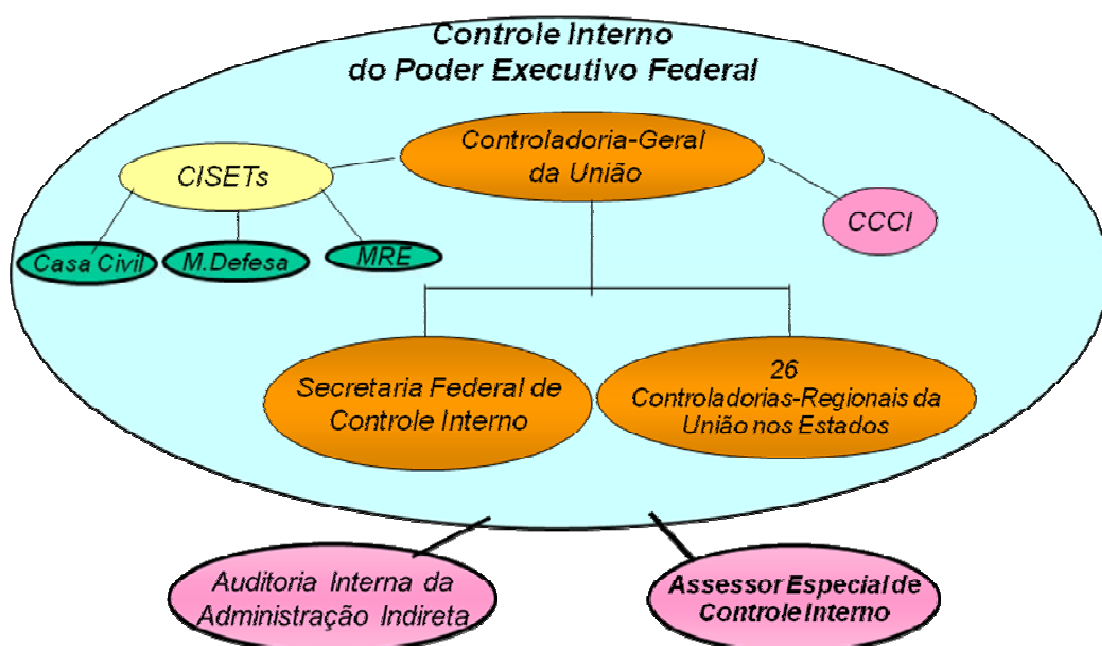 Controle Interno
do Poder Executivo Federal
Controladoria-Geral
da União
CISETs
CCCI
Casa Civil
M.Defesa
MRE
Secretaria Federal de
Controle Interno
26
Controladorias-Regionais da
União nos Estados
Auditoria Interna da
Administração Indireta
Assessor Especial de
Controle Interno